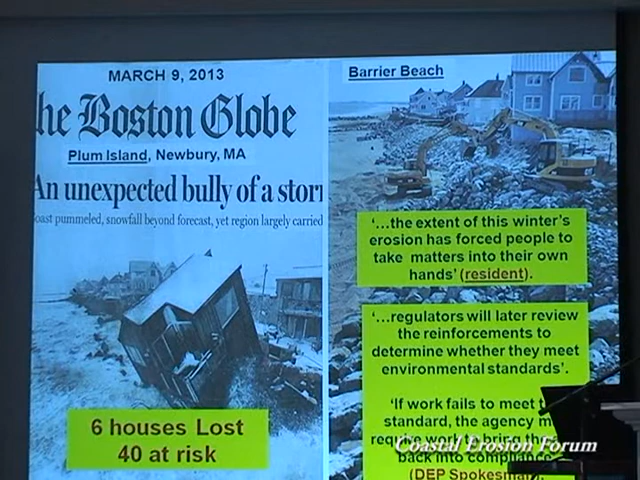 MARCH 9, 2013
he Boston Globe
Plum Island, Newbury, MA
An unexpected bully of a stor
oast pummeled, snowfall beyond forecast, yet region largely carried
6 houses Lost
40 at risk
Barrier Beach
'...the extent of this winter's
erosion has forced people to
take matters into their own
hands' (resident).
'...regulators will later review
the reinforcements to
determine whether they meet
environmental standards'.
'If work fails to meet t
standard, the agency m
back into compliance
(DEP Spokesman).
Coastal Erosion Forum